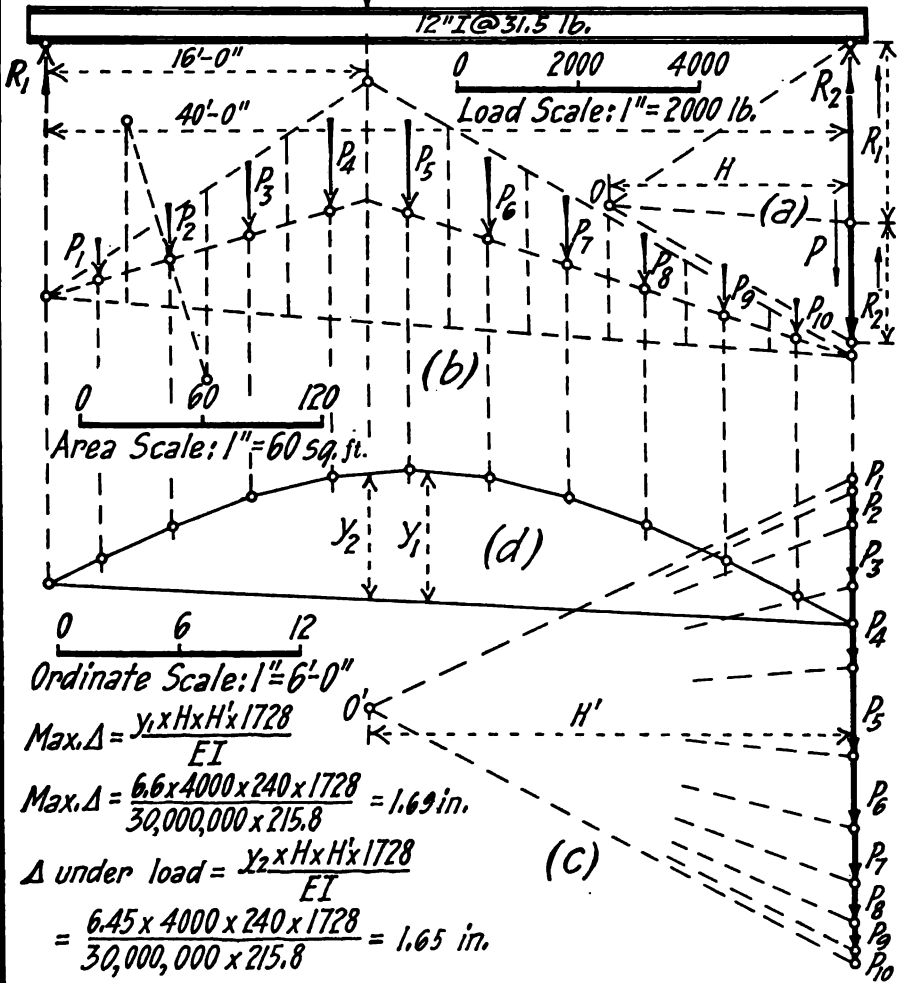 12"I@31.5 lb.
16'-0"
0 2000 4000
Load Scale: 1"=2000 lb.
R1
R2
40'-0"
R1
H
O
(a)
P
R2
P1
P2
P3
P4
P5
P6
P7
P8
P9
P10
(b)
0 60 120
Area Scale: 1"=60 sq. ft.
y2
y1
(d)
P1
P2
P3
P4
P5
P6
P7
P8
P9
P10
0 6 12
Ordinate Scale: 1"=6'-0"
O'
H'
(c)
Max. Δ = y1 x H x H' x 1728
EI
Max. Δ = 6.6 x 4000 x 240 x 1728 = 1.69 in.
30,000,000 x 215.8
Δ under load = y2 x H x H' x 1728
EI
= 6.45 x 4000 x 240 x 1728 = 1.65 in.
30,000,000 x 215.8